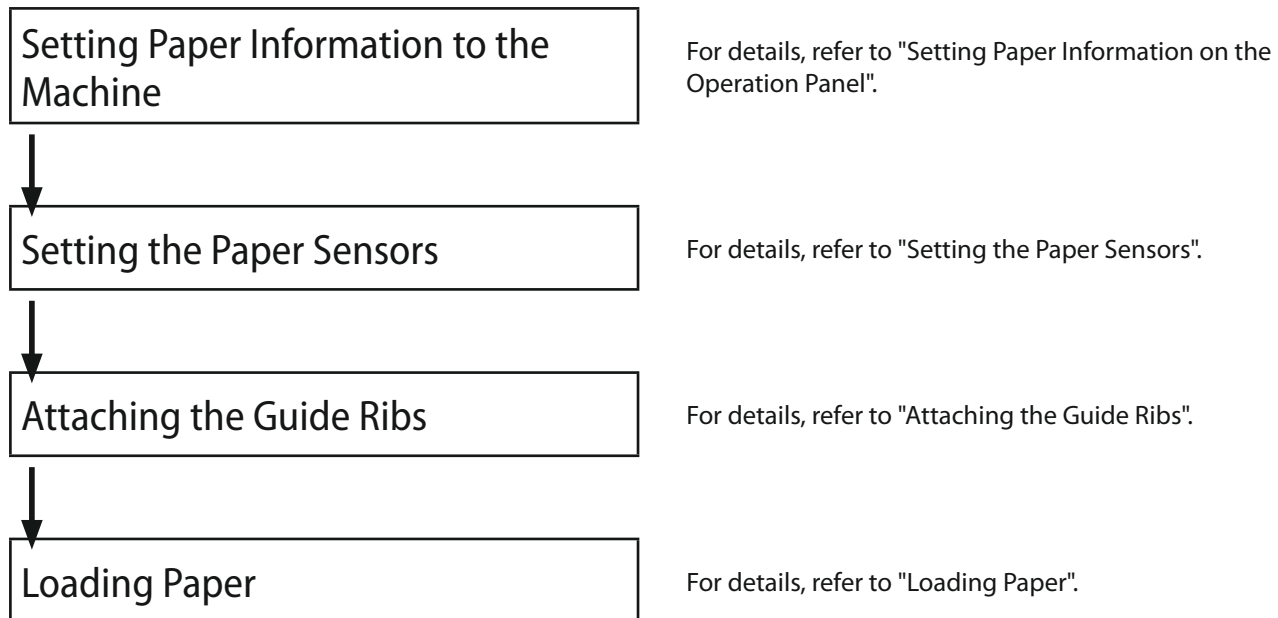 Setting Paper Information to the
Machine
For details, refer to "Setting Paper Information on the
Operation Panel".
Setting the Paper Sensors
For details, refer to "Setting the Paper Sensors".
Attaching the Guide Ribs
For details, refer to "Attaching the Guide Ribs".
Loading Paper
For details, refer to "Loading Paper".